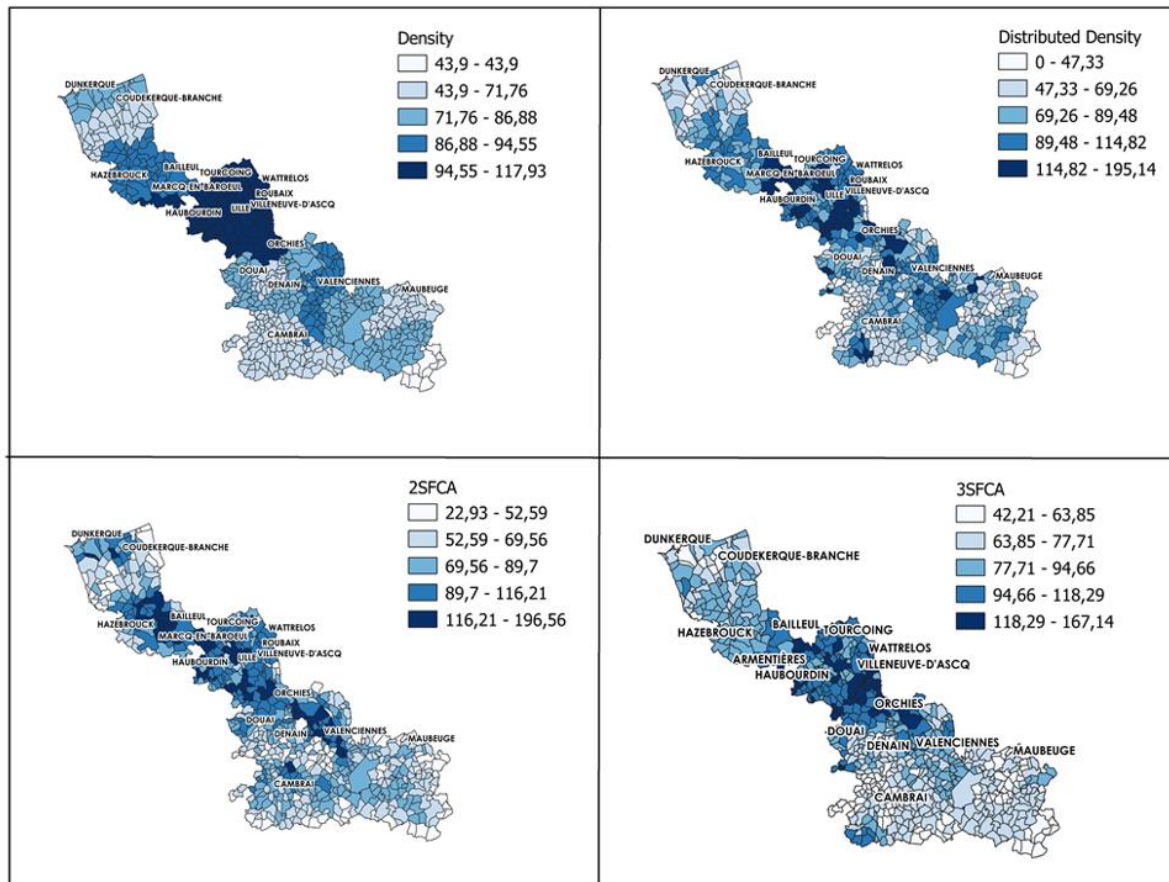 Density
43,9 - 43,9
43,9 - 71,76
71,76 - 86,88
86,88 - 94,55
94,55 - 117,93
DUNKERQUE
COUDEKERQUE-BRANCHE
BAILLEUL
TOURCOING
HAZEBROUCK
WATTRELOS
MARCQ-EN-BAROEUL
ROUBAIX
HAUBOURDIN
LILLE
VILLENEUVE-D'ASCQ
ORCHIES
DOUAI
DENAIN
VALENCIENNES
MAUBEUGE
CAMBRAI
Distributed Density
0 - 47,33
47,33 - 69,26
69,26 - 89,48
89,48 - 114,82
114,82 - 195,14
DUNKERQUE
COUDEKERQUE-BRANCHE
BAILLEUL
TOURCOING
HAZEBROUCK
WATTRELOS
MARCQ-EN-BAROEUL
ROUBAIX
HAUBOURDIN
LILLE
VILLENEUVE-D'ASCQ
ORCHIES
DOUAI
DENAIN
VALENCIENNES
MAUBEUGE
CAMBRAI
2SFCA
22,93 - 52,59
52,59 - 69,56
69,56 - 89,7
89,7 - 116,21
116,21 - 196,56
DUNKERQUE
COUDEKERQUE-BRANCHE
BAILLEUL
TOURCOING
HAZEBROUCK
WATTRELOS
MARCQ-EN-BAROEUL
ROUBAIX
HAUBOURDIN
LILLE
VILLENEUVE-D'ASCQ
ORCHIES
DOUAI
DENAIN
VALENCIENNES
MAUBEUGE
CAMBRAI
3SFCA
42,21 - 63,85
63,85 - 77,71
77,71 - 94,66
94,66 - 118,29
118,29 - 167,14
DUNKERQUE
COUDEKERQUE-BRANCHE
BAILLEUL
TOURCOING
HAZEBROUCK
WATTRELOS
ARMENTIÈRES
VILLENEUVE-D'ASCQ
HAUBOURDIN
ORCHIES
DOUAI
DENAIN
VALENCIENNES
MAUBEUGE
CAMBRAI